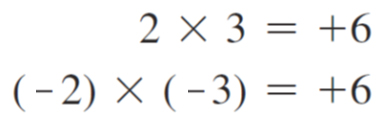 2 × 3 = +6
(−2) × (−3) = +6